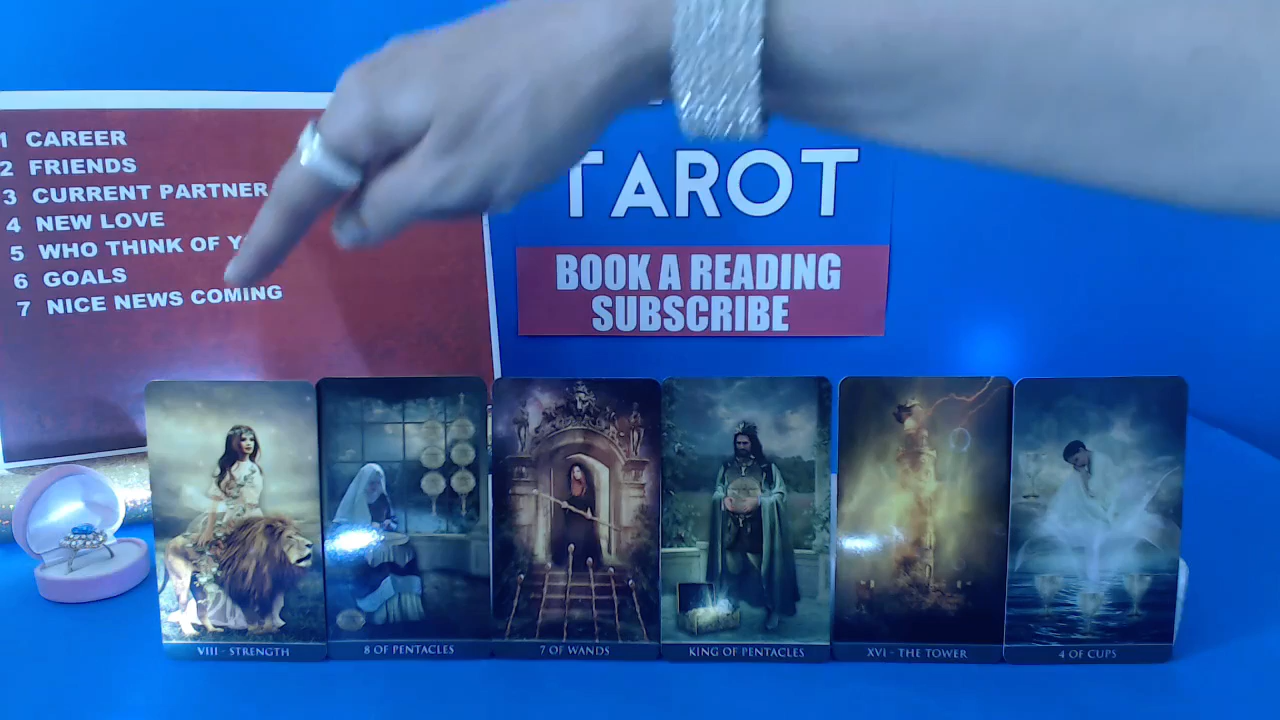 1 CAREER
2 FRIENDS
3 CURRENT PARTNER
4 NEW LOVE
5 WHO THINK OF
6 GOALS
7 NICE NEWS COMING
TAROT
BOOK A READING
SUBSCRIBE
VIII - STRENGTH
8 OF PENTACLES
7 OF WANDS
KING OF PENTACLES
XVI - THE TOWER
4 OF CUPS